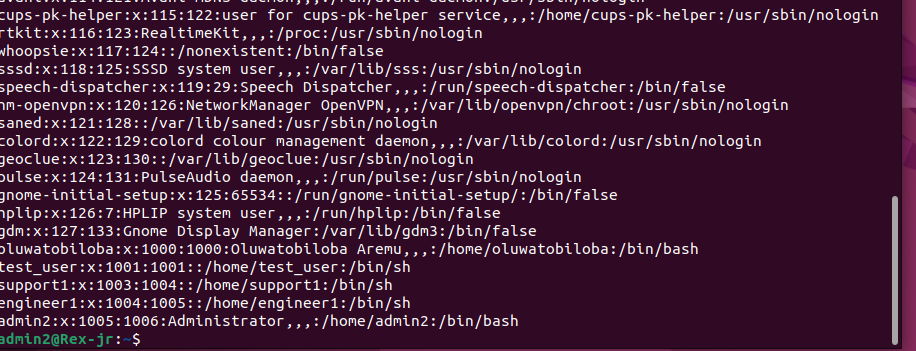 cups-pk-helper:x:115:122:user for cups-pk-helper service,,,:/home/cups-pk-helper:/usr/sbin/nologin
rtkit:x:116:123:RealtimeKit,,,:/proc:/usr/sbin/nologin
whoopsie:x:117:124::/nonexistent:/bin/false
sssd:x:118:125:SSSD system user,,,:/var/lib/sss:/usr/sbin/nologin
speech-dispatcher:x:119:29:Speech Dispatcher,,,:/run/speech-dispatcher:/bin/false
nm-openvpn:x:120:126:NetworkManager OpenVPN,,,:/var/lib/openvpn/chroot:/usr/sbin/nologin
saned:x:121:128::/var/lib/saned:/usr/sbin/nologin
colord:x:122:129:colord colour management daemon,,,:/var/lib/colord:/usr/sbin/nologin
geoclue:x:123:130::/var/lib/geoclue:/usr/sbin/nologin
pulse:x:124:131:PulseAudio daemon,,,:/run/pulse:/usr/sbin/nologin
gnome-initial-setup:x:125:65534::/run/gnome-initial-setup/:/bin/false
hplip:x:126:7:HPLIP system user,,,:/run/hplip:/bin/false
gdm:x:127:133:Gnome Display Manager:/var/lib/gdm3:/bin/false
oluwatobiloba:x:1000:1000:Oluwatobiloba Aremu,,,:/home/oluwatobiloba:/bin/bash
test_user:x:1001:1001::/home/test_user:/bin/sh
support1:x:1003:1004::/home/support1:/bin/sh
engineer1:x:1004:1005::/home/engineer1:/bin/sh
admin2:x:1005:1006:Administrator,,,:/home/admin2:/bin/bash
admin2@Rex-jr:~$